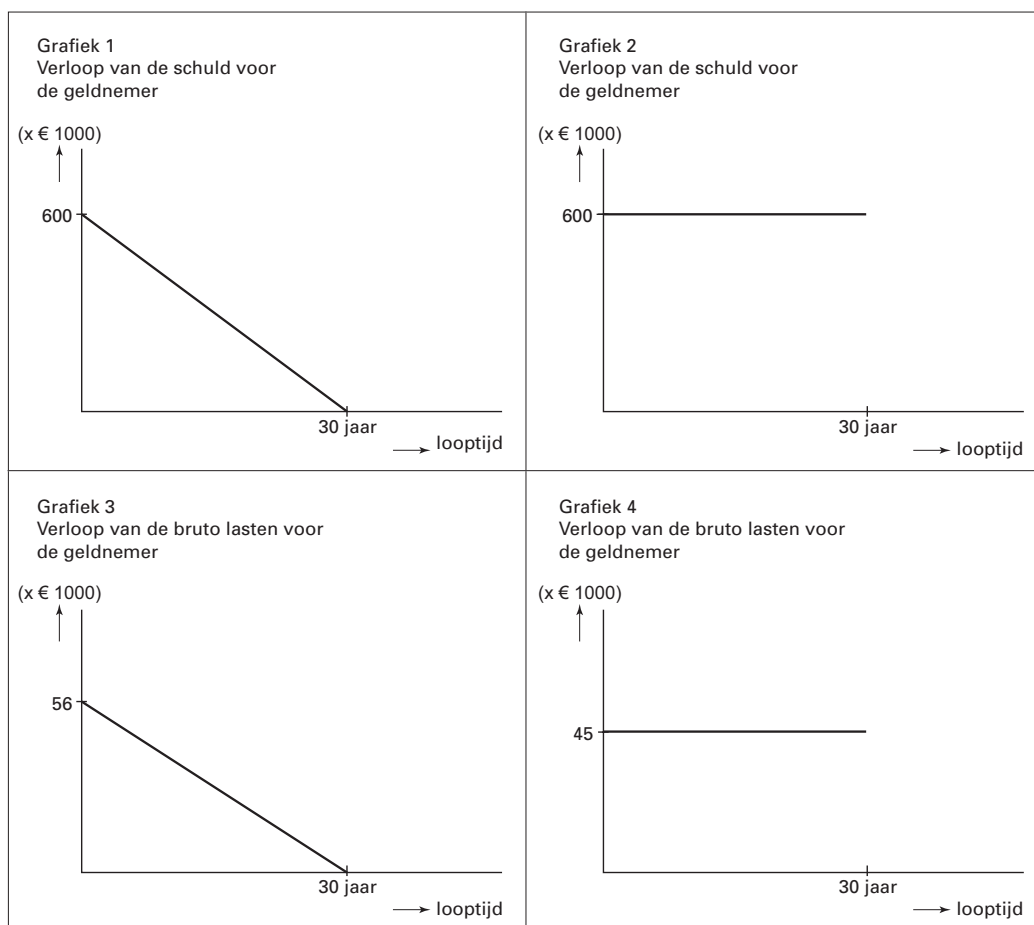 Grafiek 1
Verloop van de schuld voor
de geldnemer
(x € 1000)
600
30 jaar
looptijd
Grafiek 2
Verloop van de schuld voor
de geldnemer
(x € 1000)
600
30 jaar
looptijd
Grafiek 3
Verloop van de bruto lasten voor
de geldnemer
(x € 1000)
56
30 jaar
looptijd
Grafiek 4
Verloop van de bruto lasten voor
de geldnemer
(x € 1000)
45
30 jaar
looptijd